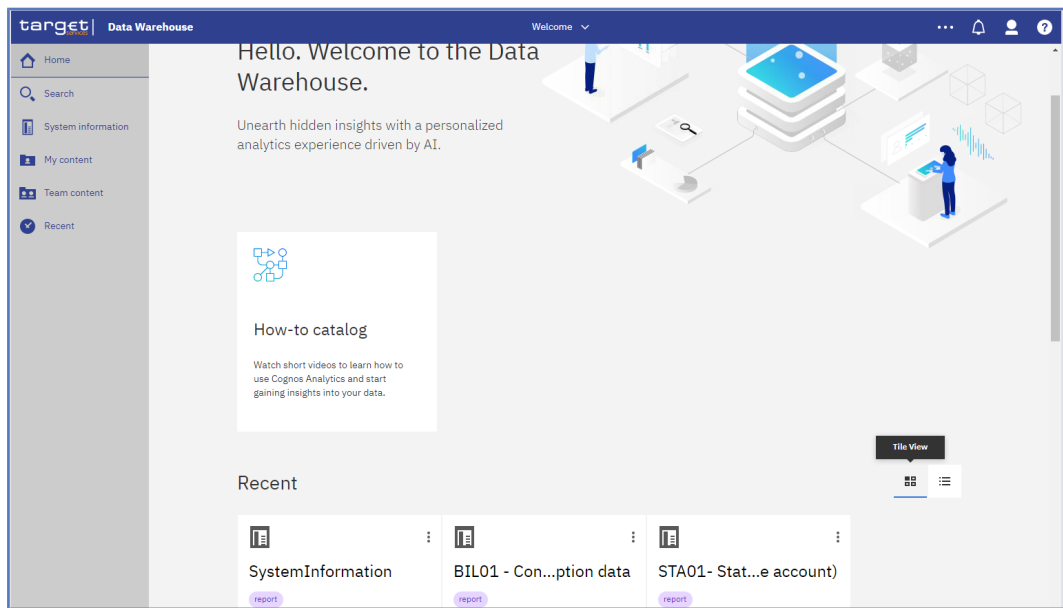 target services | Data Warehouse
Welcome
Home
Search
System information
My content
Team content
Recent
Hello. Welcome to the Data
Warehouse.
Unearth hidden insights with a personalized
analytics experience driven by AI.
How-to catalog
Watch short videos to learn how to
use Cognos Analytics and start
gaining insights into your data.
Tile View
Recent
SystemInformation
report
BIL01 - Con...ption data
report
STA01- Stat...e account)
report